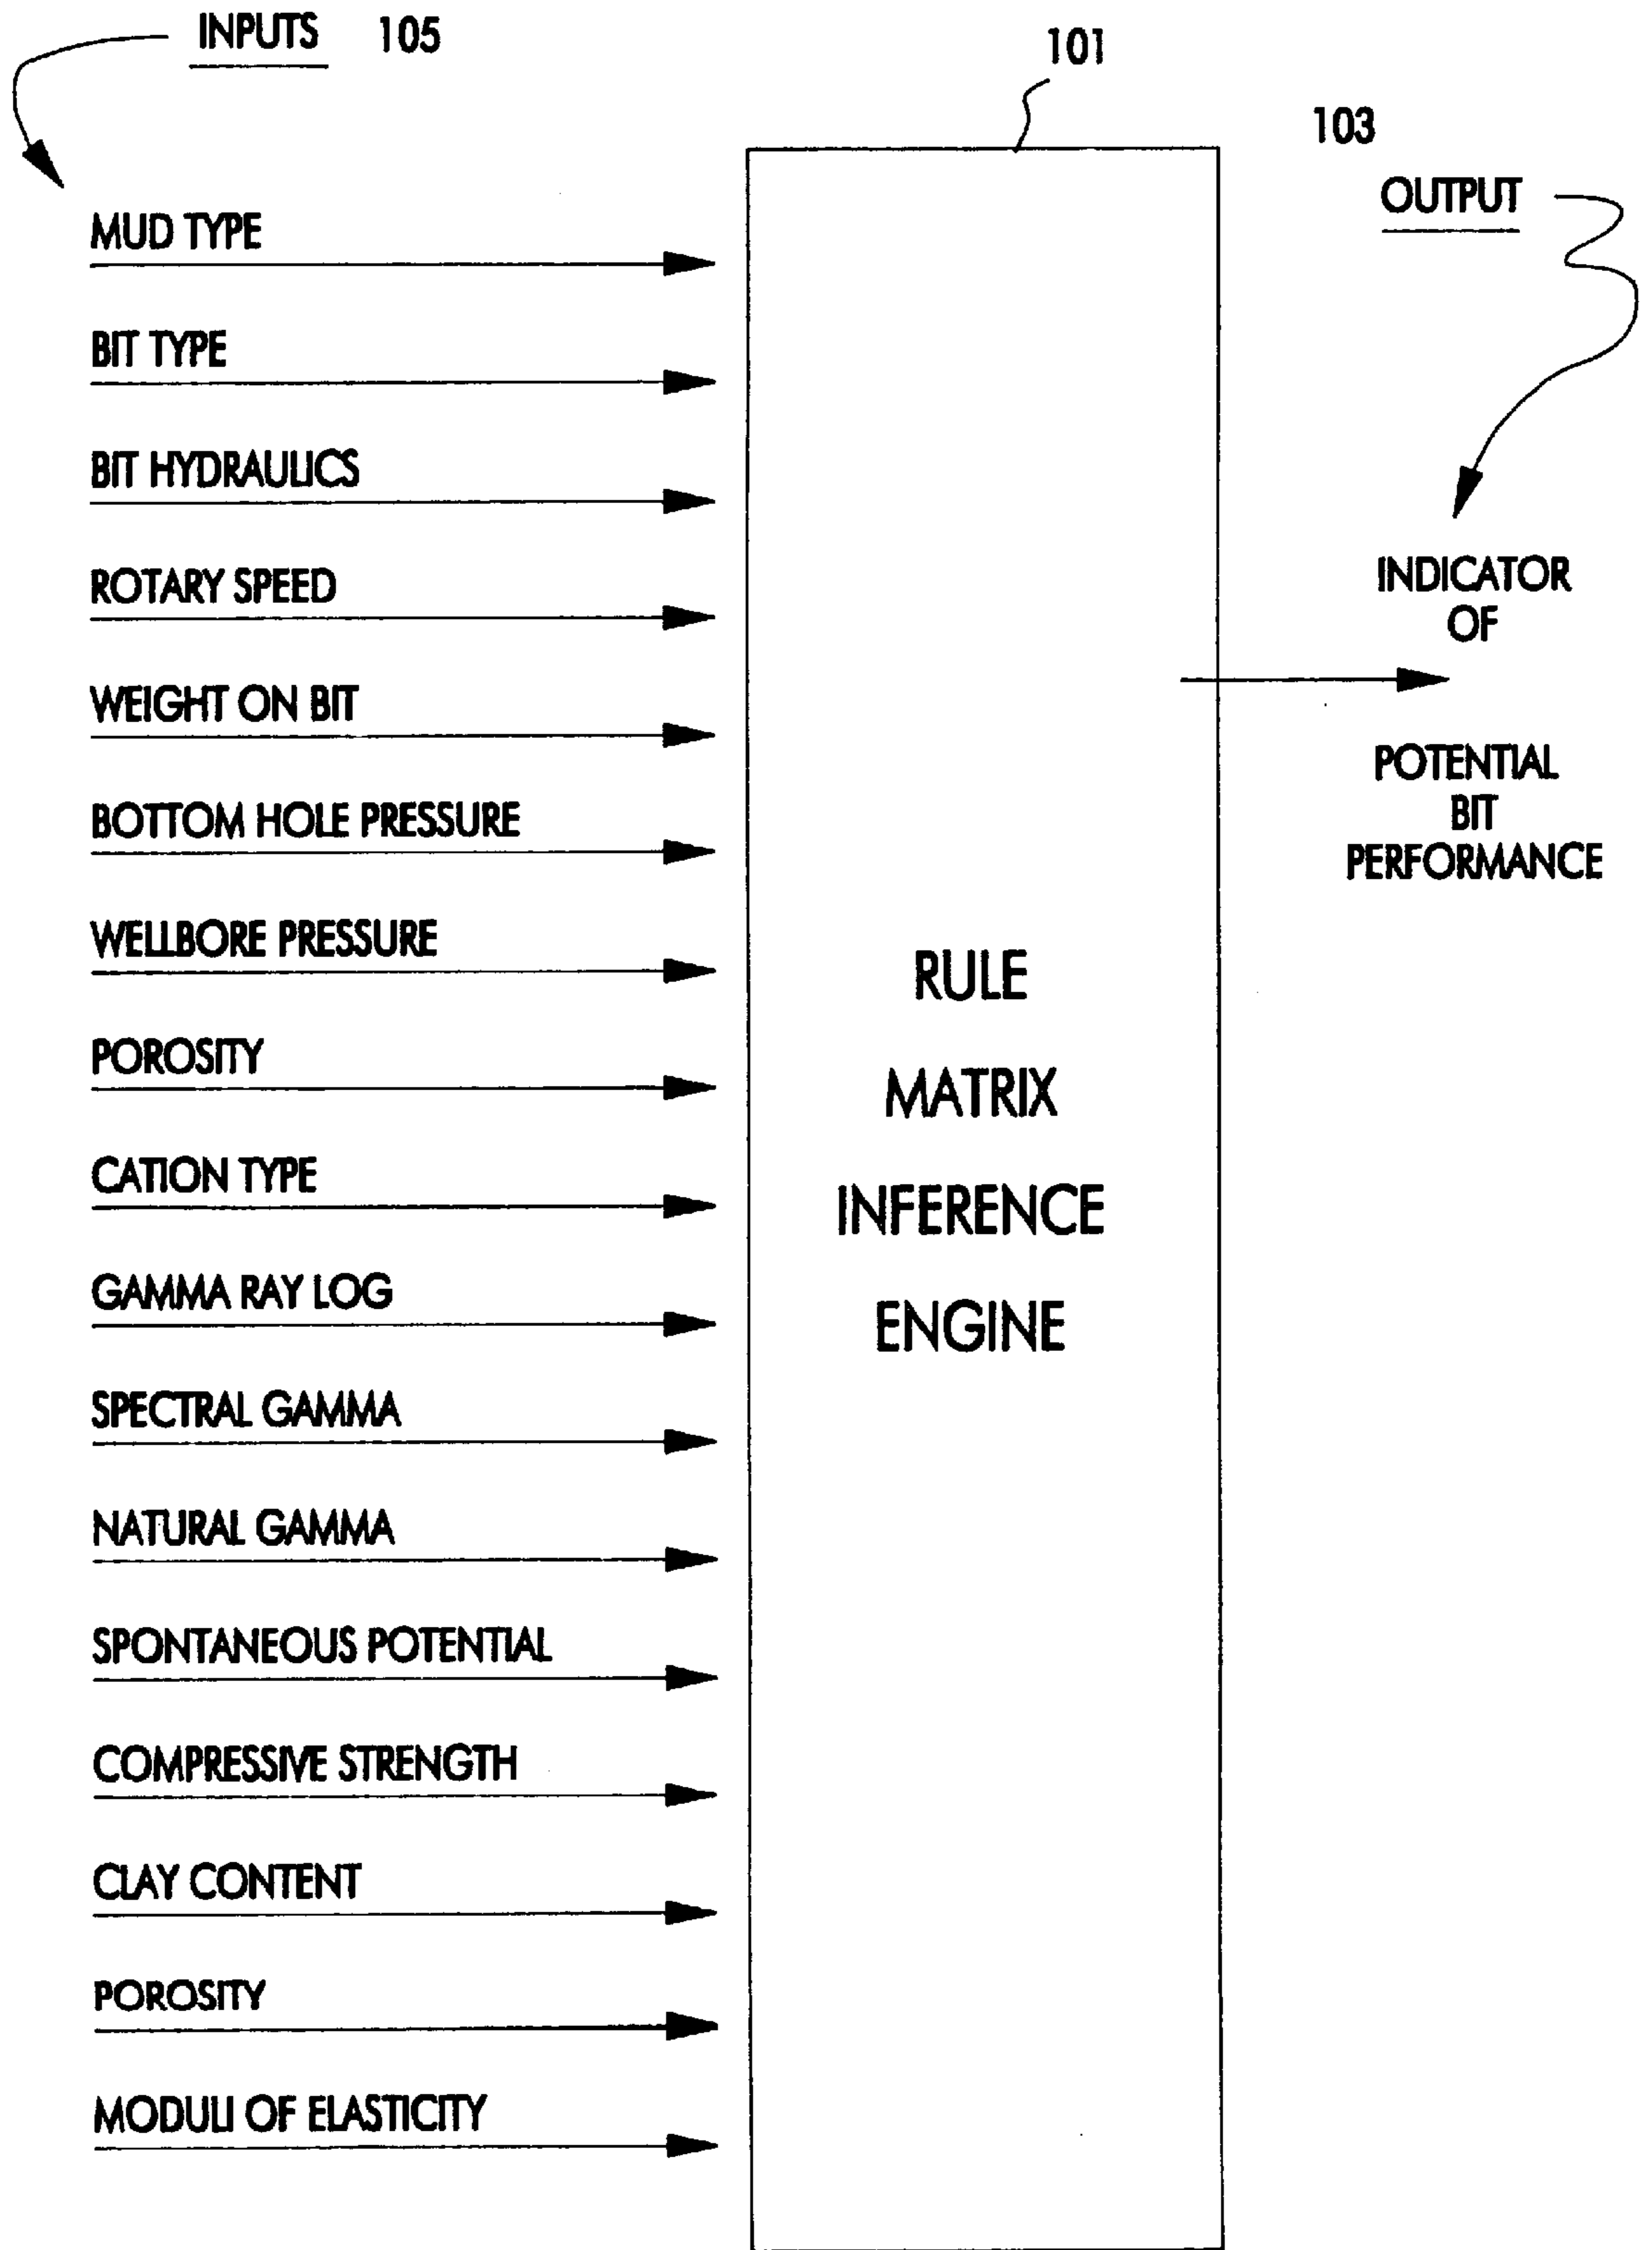 INPUTS 105
101
103
OUTPUT
MUD TYPE
BIT TYPE
BIT HYDRAULICS
ROTARY SPEED
WEIGHT ON BIT
BOTTOM HOLE PRESSURE
WELLBORE PRESSURE
POROSITY
CATION TYPE
GAMMA RAY LOG
SPECTRAL GAMMA
NATURAL GAMMA
SPONTANEOUS POTENTIAL
COMPRESSIVE STRENGTH
CLAY CONTENT
POROSITY
MODULI OF ELASTICITY
RULE
MATRIX
INFERENCE
ENGINE
INDICATOR
OF
POTENTIAL
BIT
PERFORMANCE